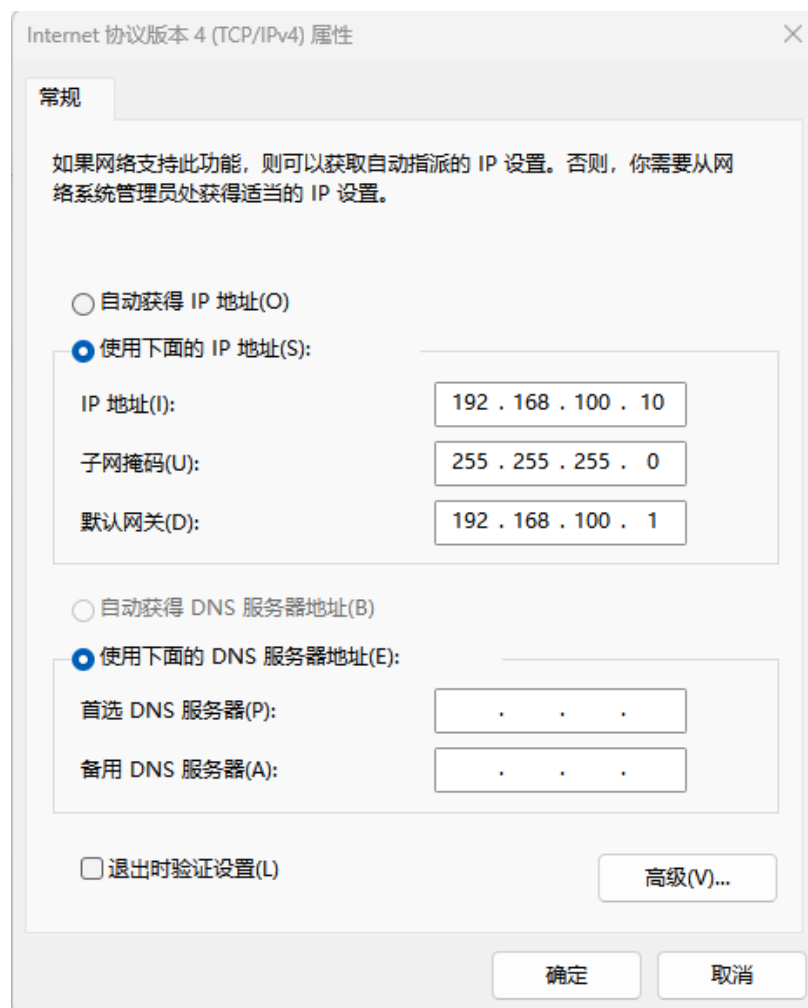 Internet 协议版本 4 (TCP/IPv4) 属性
常规
如果网络支持此功能，则可以获取自动指派的 IP 设置。否则，你需要从网
络系统管理员处获得适当的 IP 设置。
自动获得 IP 地址(O)
使用下面的 IP 地址(S):
IP 地址(I): 192 . 168 . 100 . 10
子网掩码(U): 255 . 255 . 255 . 0
默认网关(D): 192 . 168 . 100 . 1
自动获得 DNS 服务器地址(B)
使用下面的 DNS 服务器地址(E):
首选 DNS 服务器(P): . . .
备用 DNS 服务器(A): . . .
退出时验证设置(L)
高级(V)...
确定 取消